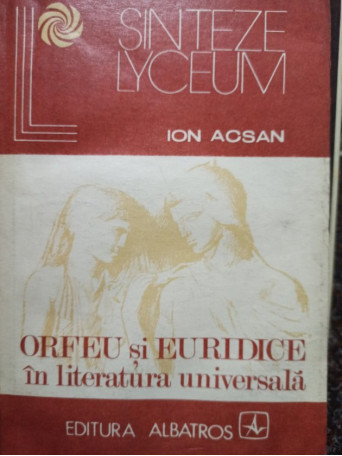 SINTEZE
LYCEUM
ION ACSAN
ORFEU și EURIDICE
în literatura universală
EDITURA ALBATROS